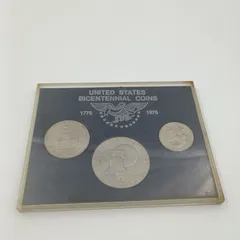 UNITED STATES
BICENTENNIAL COINS
1776 1976